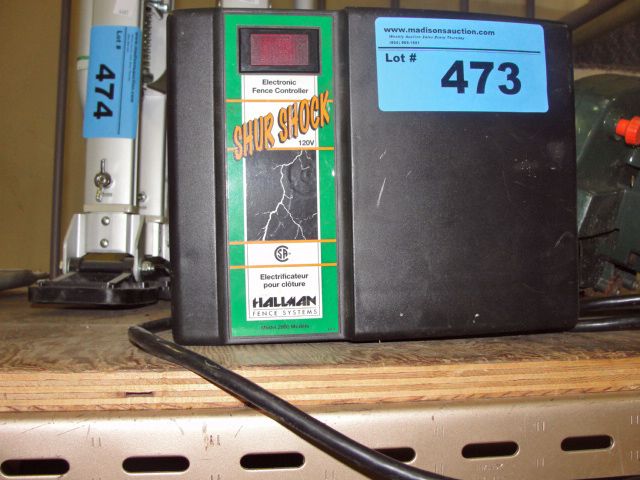 Lot #
474
Electronic
Fence Controller
SHUR SHOCK
120V
CSA
Electrificateur
pour clôture
HALLMAN
FENCE SYSTEMS
www.madisonsauction.com
Lot #
473